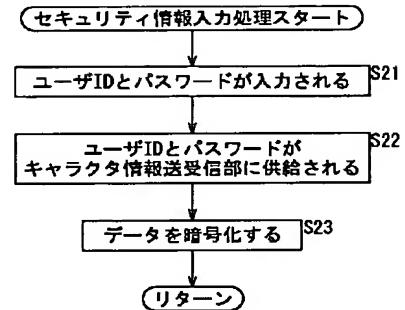 セキュリティ情報入力処理スタート
ユーザIDとパスワードが入力される S21
ユーザIDとパスワードが S22
キャラクタ情報送受信部に供給される
データを暗号化する S23
リターン